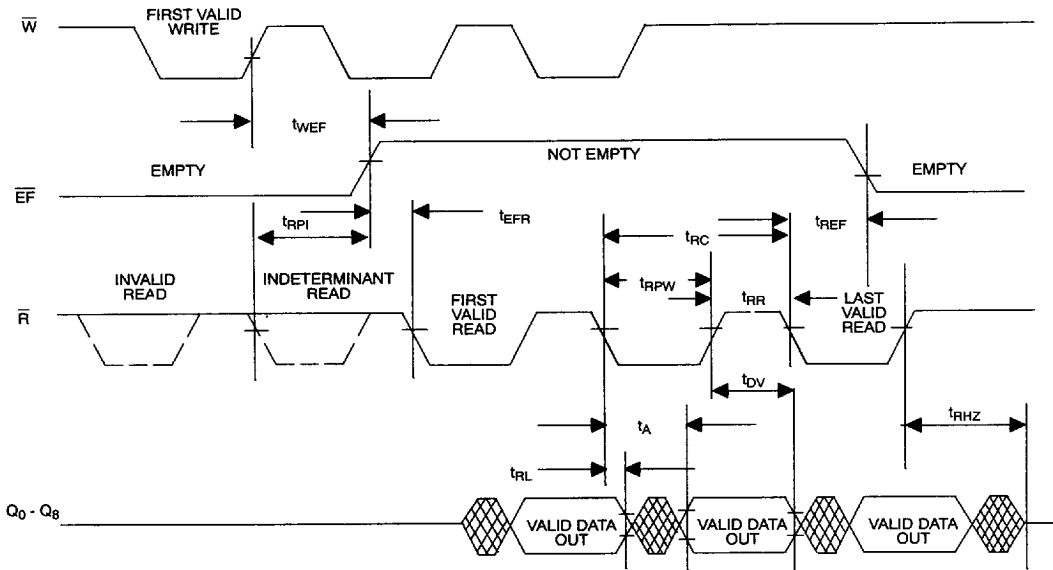 W
FIRST VALID
WRITE
tWEF
EF
EMPTY
NOT EMPTY
EMPTY
tRPI
tEFR
tRC
tREF
R
INVALID
READ
INDETERMINANT
READ
FIRST
VALID
READ
tRPW
tRR
LAST
VALID
READ
tDV
tA
tRHZ
tRL
Q0 - Q8
VALID DATA
OUT
VALID DATA
OUT
VALID DATA
OUT